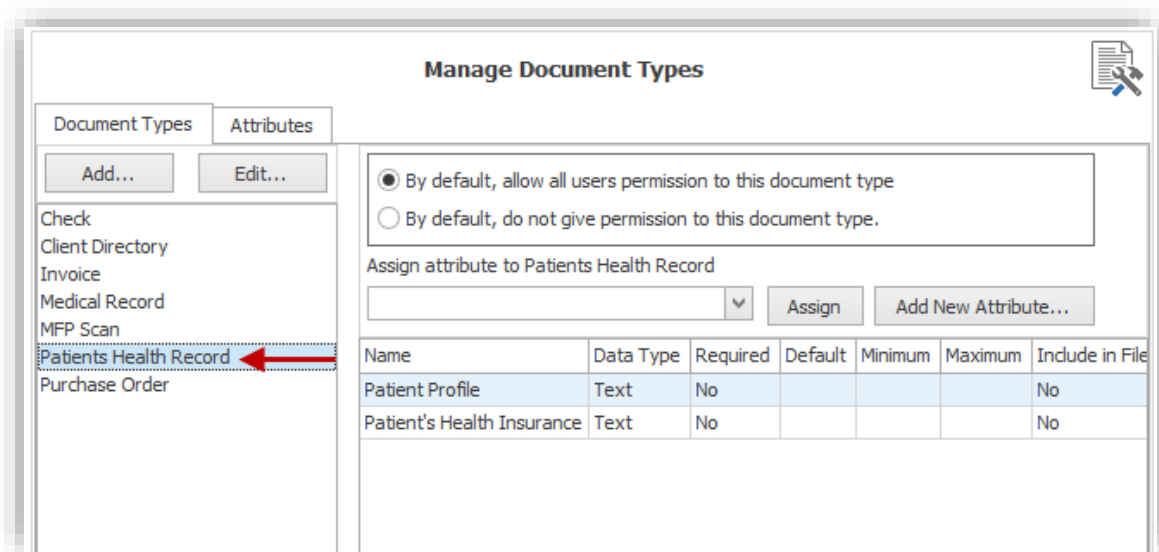 Manage Document Types
Document Types Attributes
Add... Edit...
Check
Client Directory
Invoice
Medical Record
MFP Scan
Patients Health Record
Purchase Order
By default, allow all users permission to this document type
By default, do not give permission to this document type.
Assign attribute to Patients Health Record
Assign Add New Attribute...
Name Data Type Required Default Minimum Maximum Include in File
Patient Profile Text No No
Patient's Health Insurance Text No No